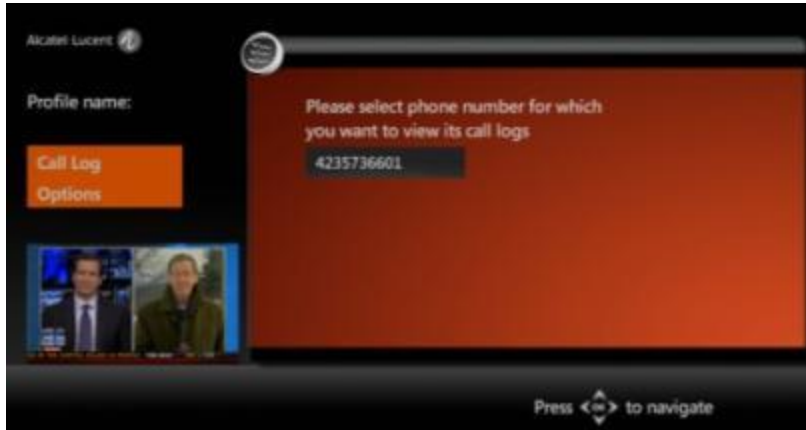 Alcatel Lucent
Profile name:
Call Log
Options
Please select phone number for which
you want to view its call logs
4235736601
Press < OK > to navigate